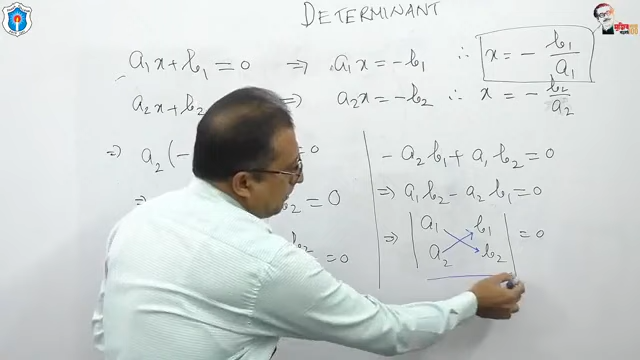 DETERMINANT
a₁x + b₁ = 0 ⇒ a₁x = -b₁ ∴ x = - b₁/a₁
a₂x + b₂ ⇒ a₂x = -b₂ ∴ x = - b₂/a₂
⇒ a₂(- = 0
⇒ b₂ = 0
= 0
- a₂b₁ + a₁b₂ = 0
⇒ a₁b₂ - a₂b₁ = 0
⇒ | a₁ b₁ | = 0
| a₂ b₂ |